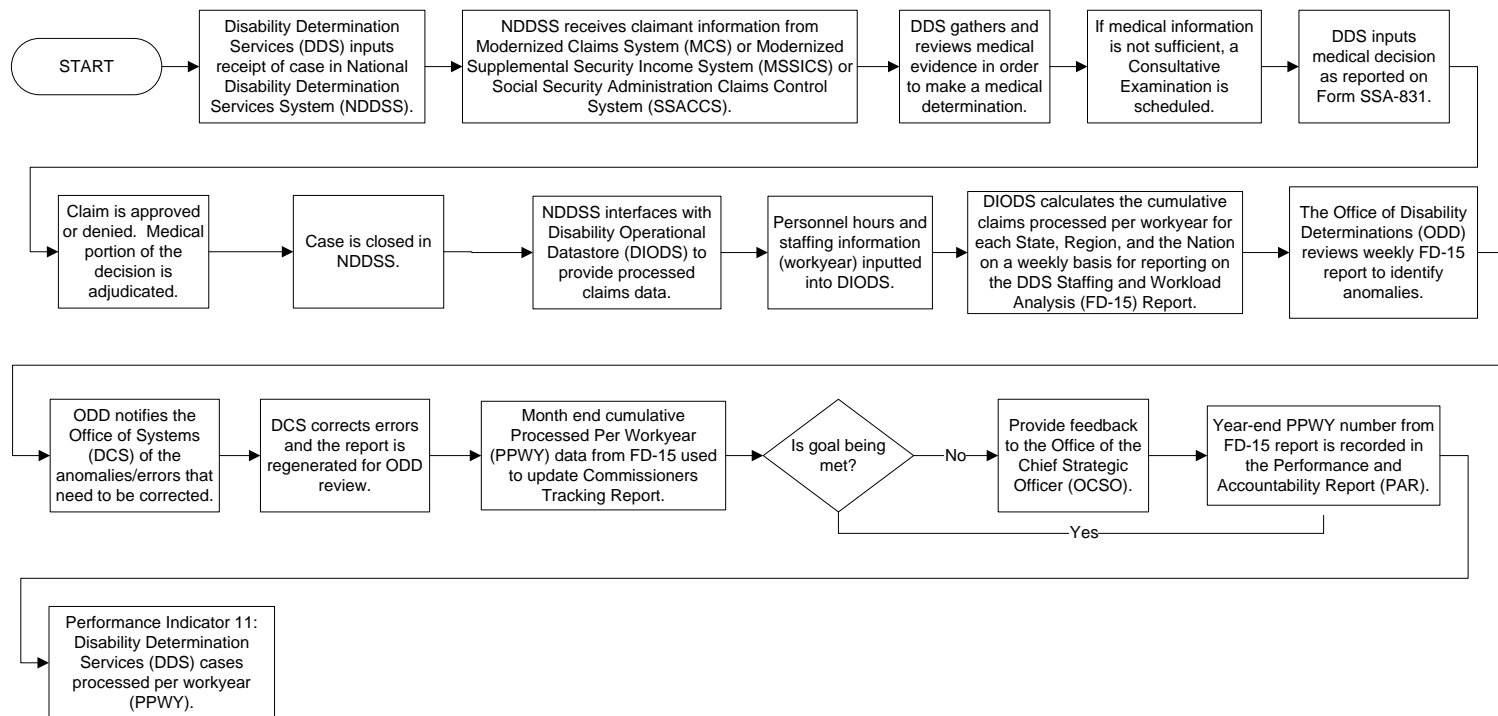 START
Disability Determination
Services (DDS) inputs
receipt of case in National
Disability Determination
Services System (NDDSS).
NDDSS receives claimant information from
Modernized Claims System (MCS) or Modernized
Supplemental Security Income System (MSSICS) or
Social Security Administration Claims Control
System (SSACCS).
DDS gathers and
reviews medical
evidence in order
to make a medical
determination.
If medical information
is not sufficient, a
Consultative
Examination is
scheduled.
DDS inputs
medical decision
as reported on
Form SSA-831.
Claim is approved
or denied. Medical
portion of the
decision is
adjudicated.
Case is closed in
NDDSS.
NDDSS interfaces with
Disability Operational
Datastore (DIODS) to
provide processed
claims data.
Personnel hours and
staffing information
(workyear) inputted
into DIODS.
DIODS calculates the cumulative
claims processed per workyear for
each State, Region, and the Nation
on a weekly basis for reporting on
the DDS Staffing and Workload
Analysis (FD-15) Report.
The Office of Disability
Determinations (ODD)
reviews weekly FD-15
report to identify
anomalies.
ODD notifies the
Office of Systems
(DCS) of the
anomalies/errors that
need to be corrected.
DCS corrects errors
and the report is
regenerated for ODD
review.
Month end cumulative
Processed Per Workyear
(PPWY) data from FD-15 used
to update Commissioners
Tracking Report.
Is goal being
met?
No
Provide feedback
to the Office of the
Chief Strategic
Officer (OCSO).
Year-end PPWY number from
FD-15 report is recorded in
the Performance and
Accountability Report (PAR).
Yes
Performance Indicator 11:
Disability Determination
Services (DDS) cases
processed per workyear
(PPWY).